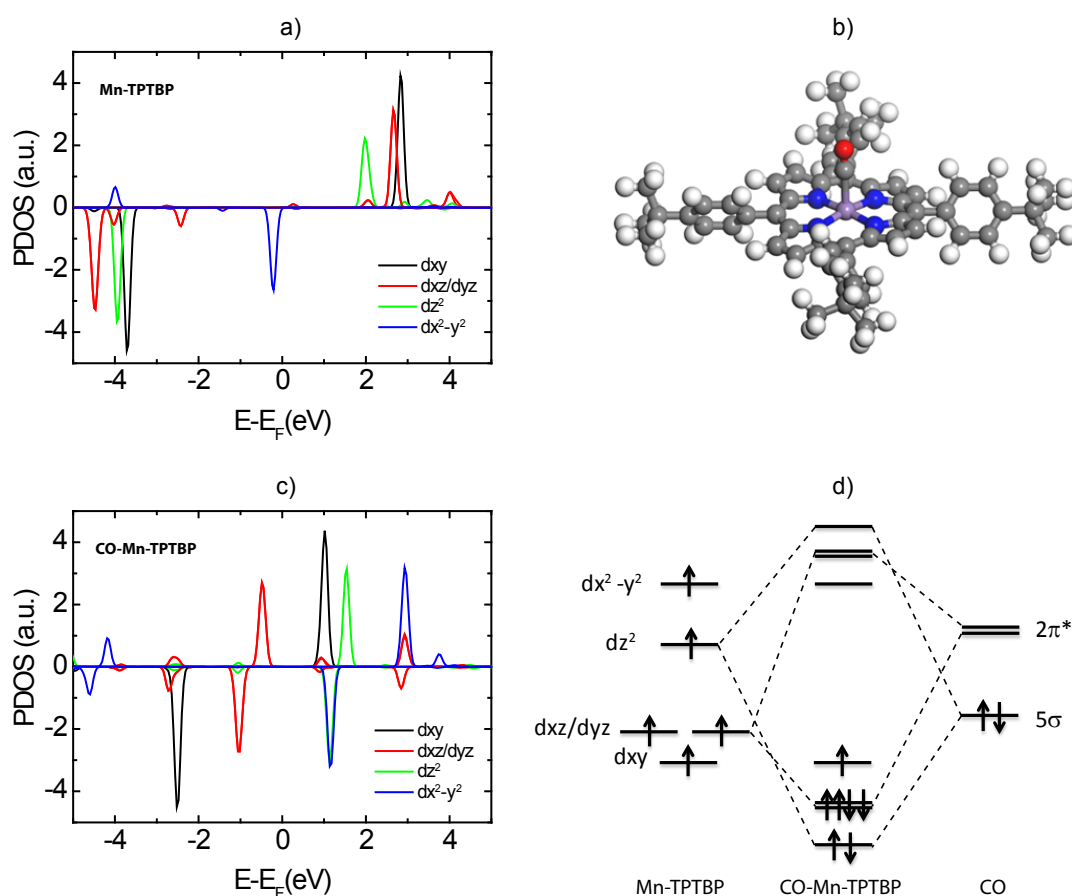 a)
b)
Mn-TPTBP
4
2
0
-2
-4
PDOS (a.u.)
dxy
dxz/dyz
dz²
dx²-y²
-4 -2 0 2 4
E-E_F(eV)
c)
d)
CO-Mn-TPTBP
4
2
0
-2
-4
PDOS (a.u.)
dxy
dxz/dyz
dz²
dx²-y²
-4 -2 0 2 4
E-E_F(eV)
dx² -y²
dz²
dxz/dyz
dxy
2π*
5σ
Mn-TPTBP CO-Mn-TPTBP CO